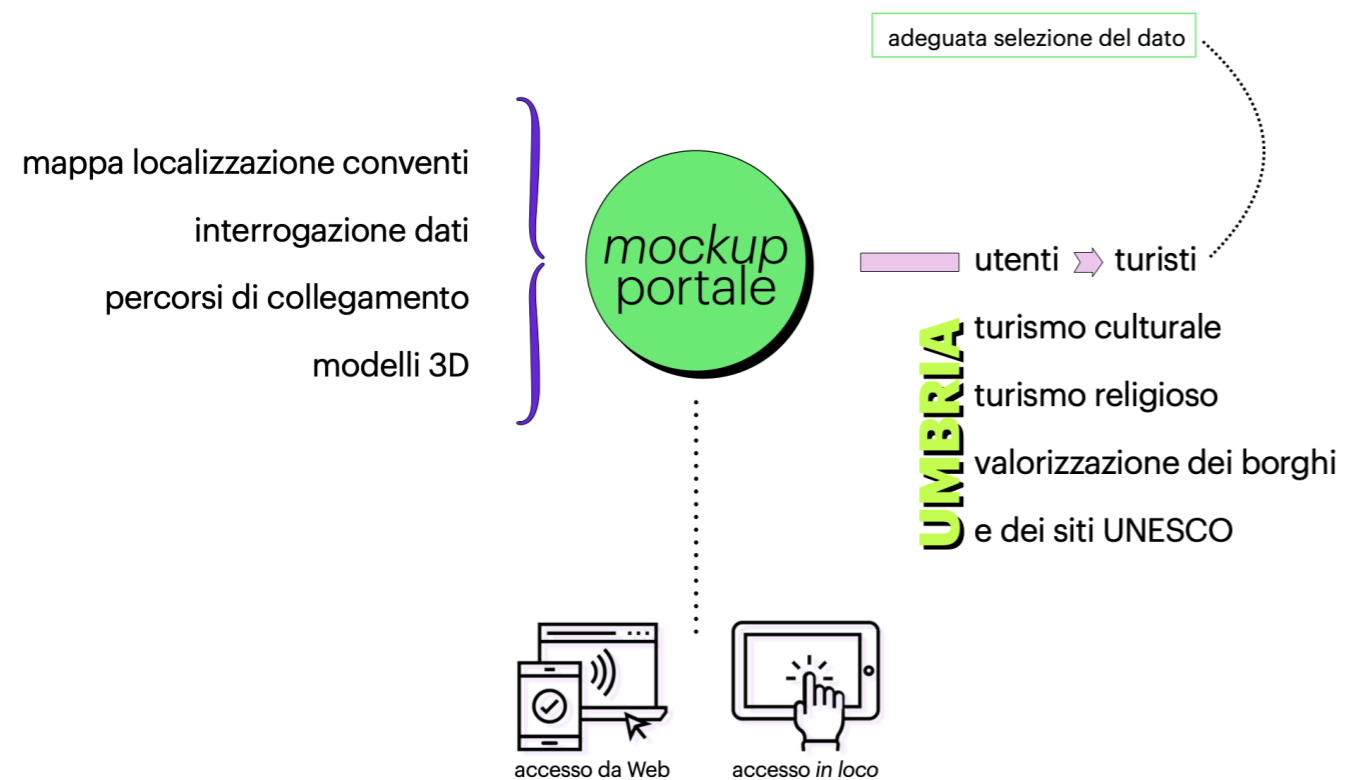 adeguata selezione del dato
mappa localizzazione conventi
interrogazione dati
percorsi di collegamento
modelli 3D
mockup
portale
utenti turisti
UMBRIA
turismo culturale
turismo religioso
valorizzazione dei borghi
e dei siti UNESCO
accesso da Web
accesso in loco